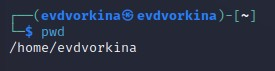 ┌──(evdvorkina㉿evdvorkina)-[~]
└─$ pwd
/home/evdvorkina